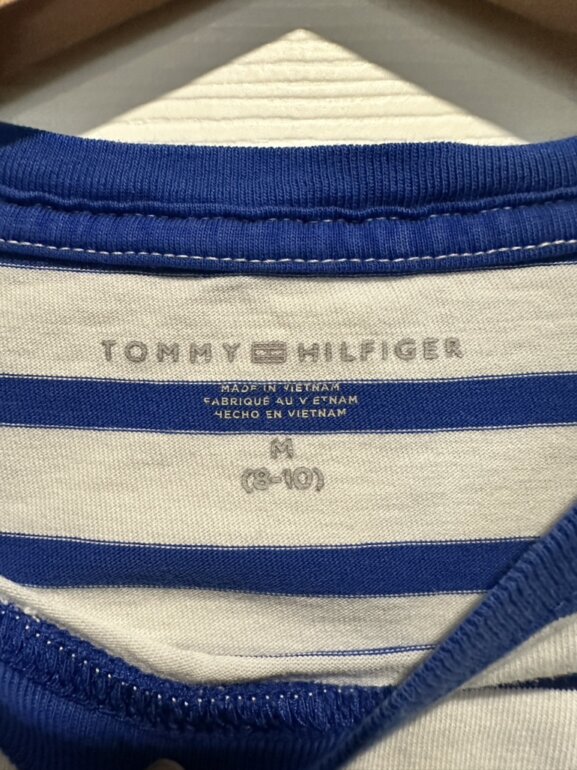 TOMMY HILFIGER
MADE IN VIETNAM
FABRIQUÉ AU VIETNAM
HECHO EN VIETNAM
M
(8-10)